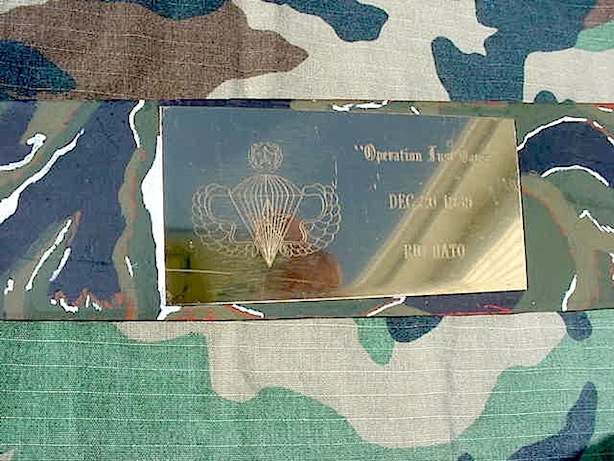 "Operation Just Cause"
DEC 20 1989
RIO HATO